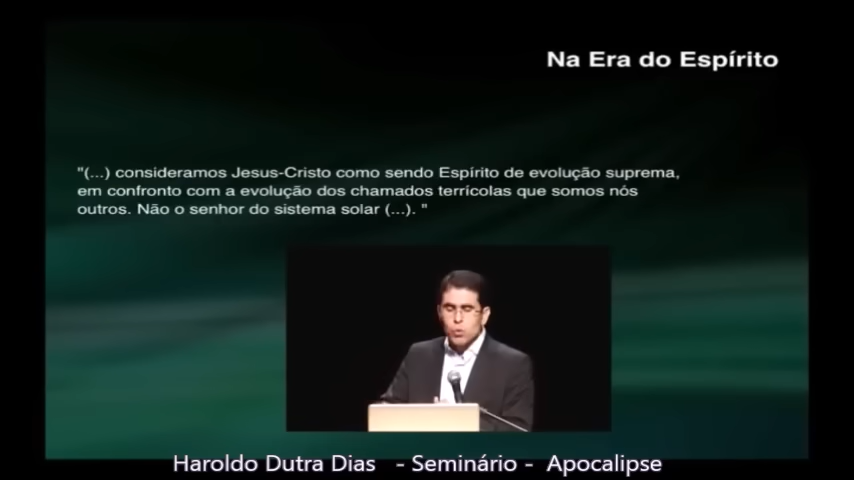 Na Era do Espírito
"(...) consideramos Jesus-Cristo como sendo Espírito de evolução suprema,
em confronto com a evolução dos chamados terrícolas que somos nós
outros. Não o senhor do sistema solar (...). "
Haroldo Dutra Dias - Seminário - Apocalipse